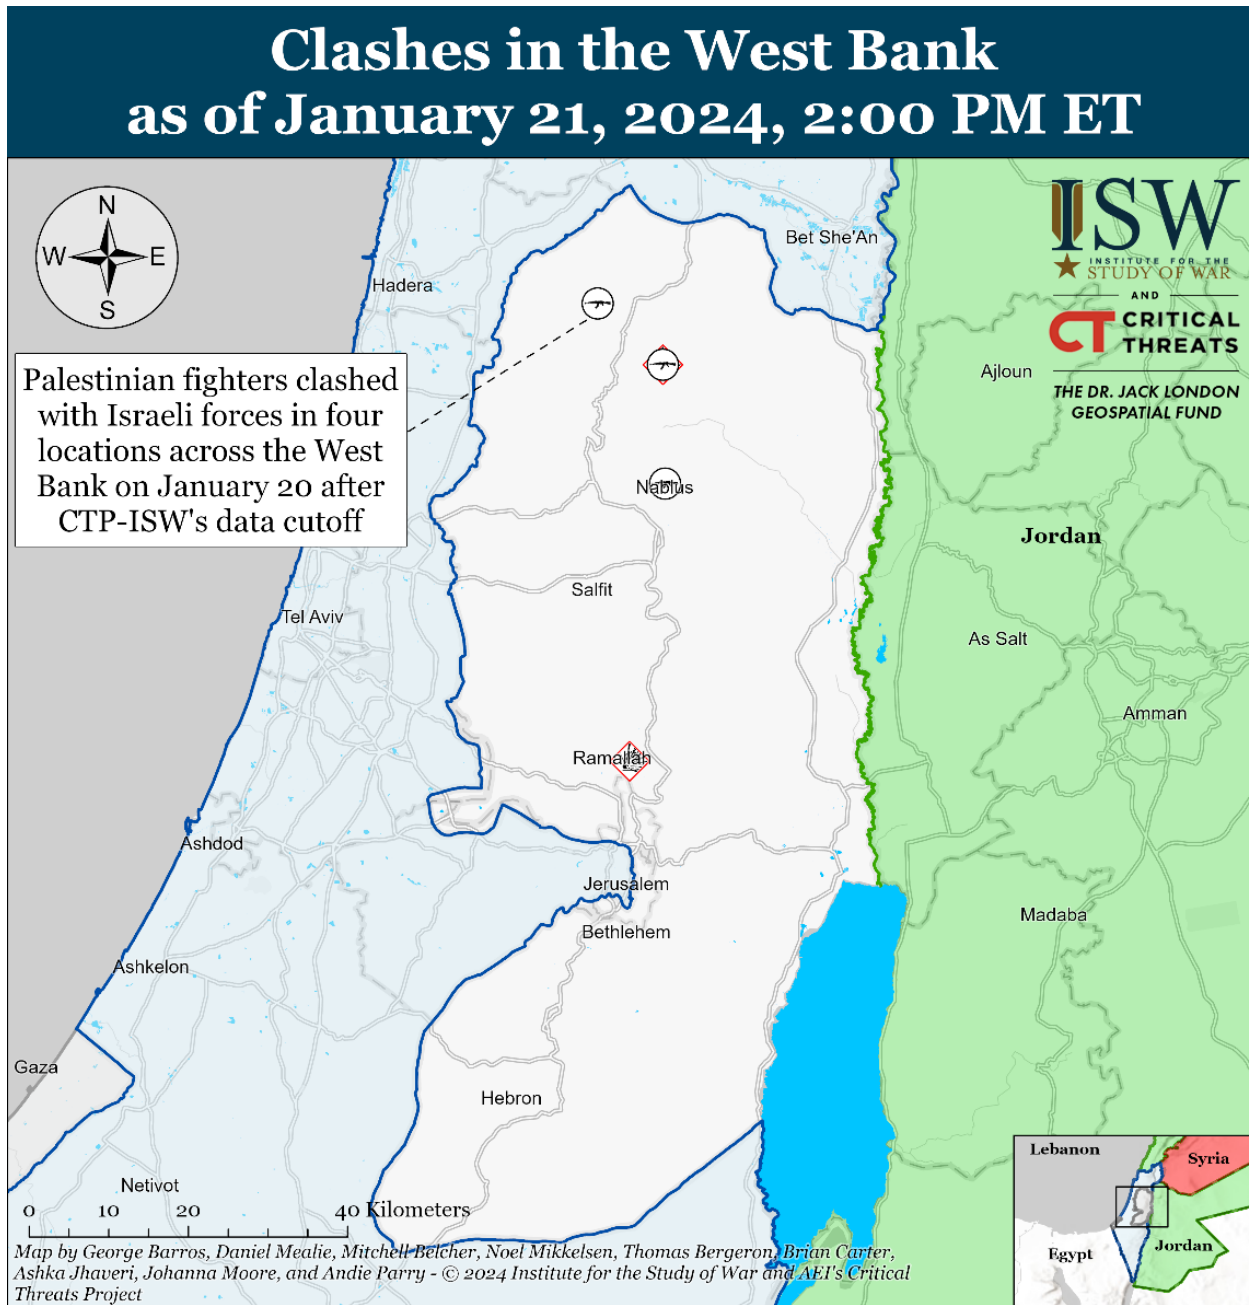 Clashes in the West Bank
as of January 21, 2024, 2:00 PM ET
N
W
E
S
Hadera
Bet She'An
ISW
INSTITUTE FOR THE
STUDY OF WAR
AND
CT CRITICAL
THREATS
THE DR. JACK LONDON
GEOSPATIAL FUND
Palestinian fighters clashed
with Israeli forces in four
locations across the West
Bank on January 20 after
CTP-ISW's data cutoff
Ajloun
Nablus
Jordan
Salfit
Tel Aviv
As Salt
Amman
Ramallah
Ashdod
Jerusalem
Bethlehem
Madaba
Ashkelon
Gaza
Hebron
Netivot
0 10 20 40 Kilometers
Lebanon
Syria
Egypt
Jordan
Map by George Barros, Daniel Mealie, Mitchell Belcher, Noel Mikkelsen, Thomas Bergeron, Brian Carter,
Ashka Jhaveri, Johanna Moore, and Andie Parry - © 2024 Institute for the Study of War and AEI's Critical
Threats Project